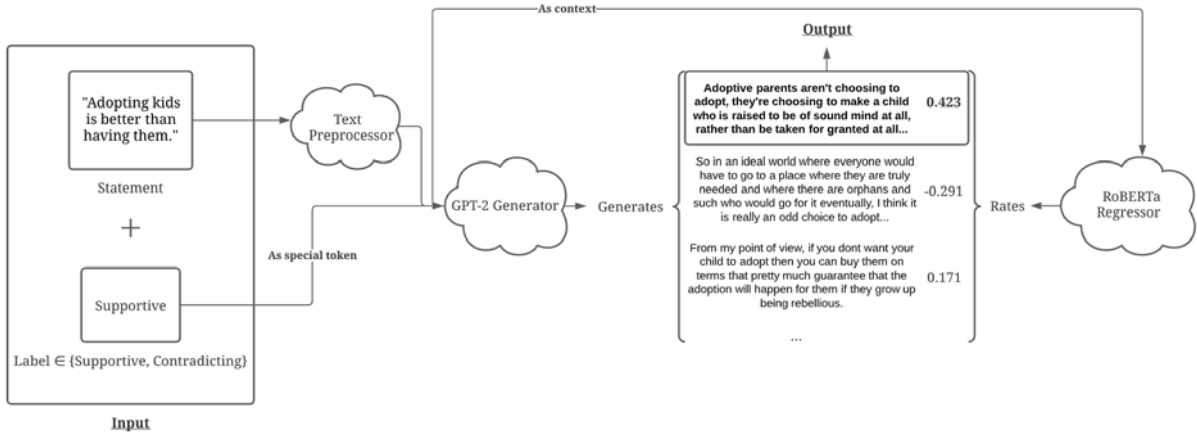 As context
Output
"Adopting kids
is better than
having them."
Statement
+
Supportive
Label ∈ {Supportive, Contradicting}
Input
Text
Preprocessor
As special token
GPT-2 Generator
Generates
Adoptive parents aren't choosing to
adopt, they're choosing to make a child
who is raised to be of sound mind at all,
rather than be taken for granted at all...
0.423
So in an ideal world where everyone would
have to go to a place where they are truly
needed and where there are orphans and
such who would go for it eventually, I think it
is really an odd choice to adopt...
-0.291
From my point of view, if you dont want your
child to adopt then you can buy them on
terms that pretty much guarantee that the
adoption will happen for them if they grow up
being rebellious.
0.171
...
Rates
RoBERTa
Regressor